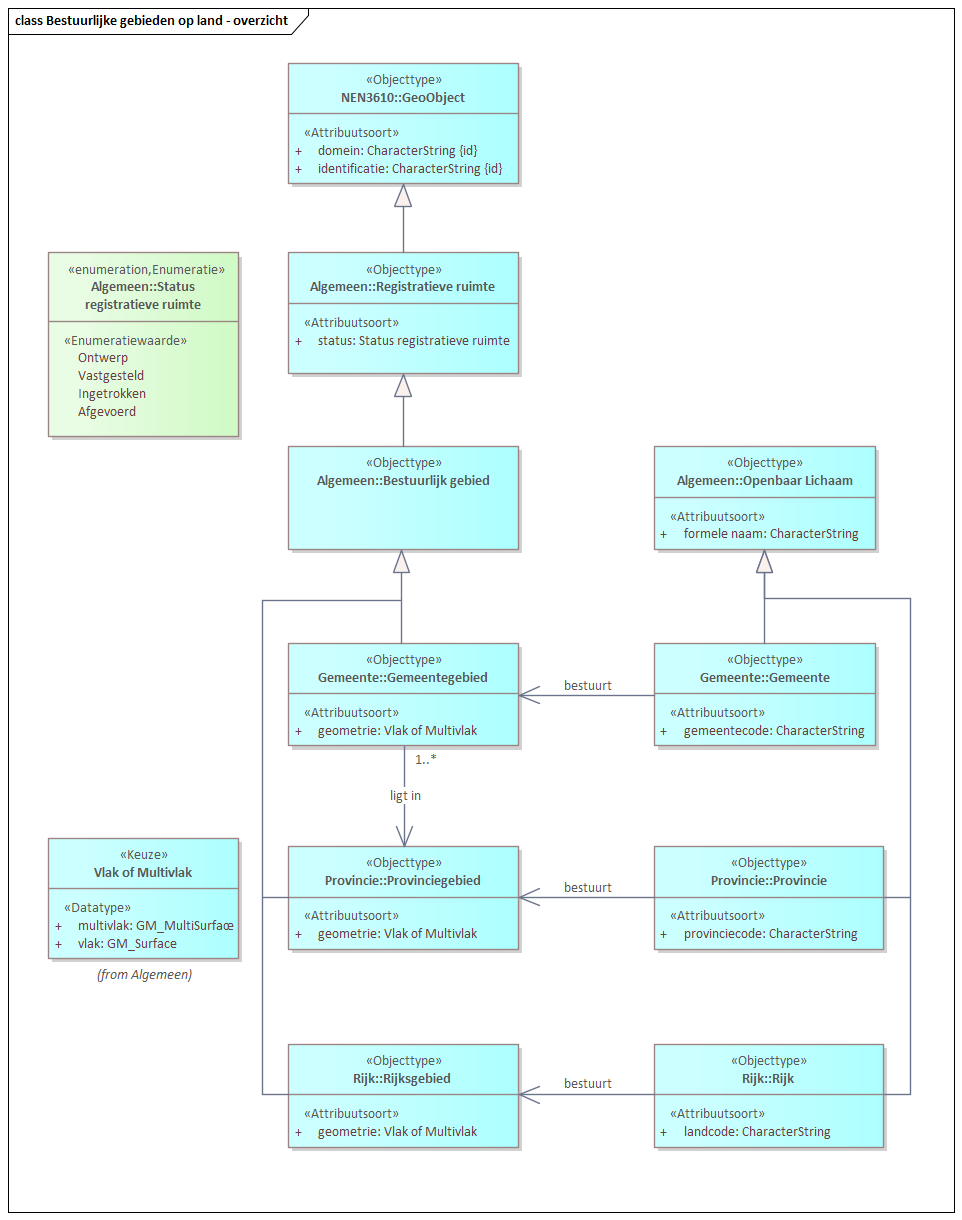 class Bestuurlijke gebieden op land - overzicht
«Objecttype»
NEN3610::GeoObject
«Attribuutsoort»
+ domein: CharacterString {id}
+ identificatie: CharacterString {id}
«enumeration,Enumeratie»
Algemeen::Status
registratieve ruimte
«Enumeratiewaarde»
Ontwerp
Vastgesteld
Ingetrokken
Afgevoerd
«Objecttype»
Algemeen::Registratieve ruimte
«Attribuutsoort»
+ status: Status registratieve ruimte
«Objecttype»
Algemeen::Bestuurlijk gebied
«Objecttype»
Algemeen::Openbaar Lichaam
«Attribuutsoort»
+ formele naam: CharacterString
«Objecttype»
Gemeente::Gemeentegebied
«Attribuutsoort»
+ geometrie: Vlak of Multivlak
bestuurt
«Objecttype»
Gemeente::Gemeente
«Attribuutsoort»
+ gemeentecode: CharacterString
1..*
ligt in
«Keuze»
Vlak of Multivlak
«Datatype»
+ multivlak: GM_MultiSurface
+ vlak: GM_Surface
(from Algemeen)
«Objecttype»
Provincie::Provinciegebied
«Attribuutsoort»
+ geometrie: Vlak of Multivlak
bestuurt
«Objecttype»
Provincie::Provincie
«Attribuutsoort»
+ provinciecode: CharacterString
«Objecttype»
Rijk::Rijksgebied
«Attribuutsoort»
+ geometrie: Vlak of Multivlak
bestuurt
«Objecttype»
Rijk::Rijk
«Attribuutsoort»
+ landcode: CharacterString